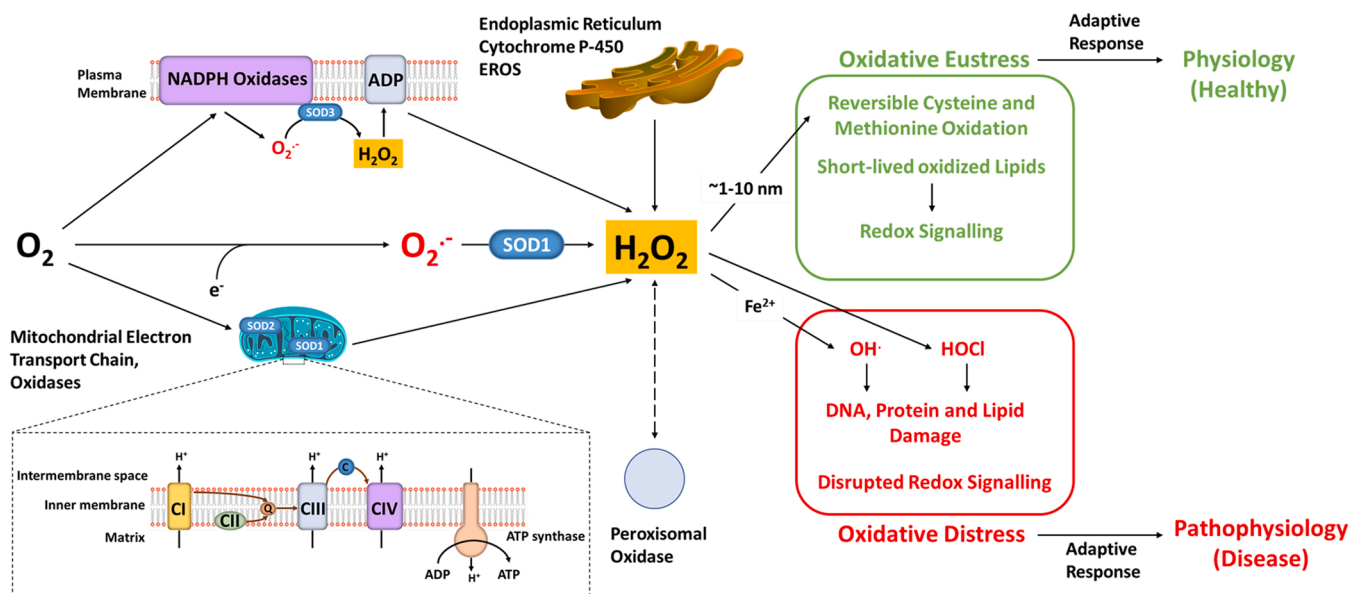 Plasma
Membrane
NADPH Oxidases
ADP
SOD3
O₂·⁻
H₂O₂
Endoplasmic Reticulum
Cytochrome P-450
EROS
O₂
e⁻
O₂·⁻
SOD1
H₂O₂
Mitochondrial Electron
Transport Chain,
Oxidases
SOD2
SOD1
Intermembrane space
Inner membrane
Matrix
H⁺
H⁺
H⁺
CI
CII
Q
CIII
C
CIV
ATP synthase
ADP
H⁺
ATP
Peroxisomal
Oxidase
~1-10 nm
Fe²⁺
Oxidative Eustress
Reversible Cysteine and
Methionine Oxidation
Short-lived oxidized Lipids
Redox Signalling
Adaptive
Response
Physiology
(Healthy)
OH·
HOCl
DNA, Protein and Lipid
Damage
Disrupted Redox Signalling
Oxidative Distress
Adaptive
Response
Pathophysiology
(Disease)